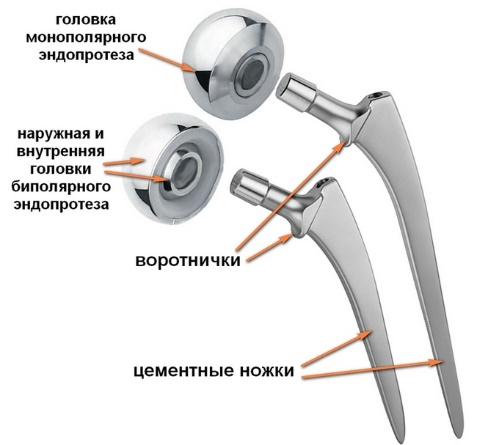 головка
монополярного
эндопротеза
наружная и
внутренняя
головки
биполярного
эндопротеза
воротнички
цементные ножки